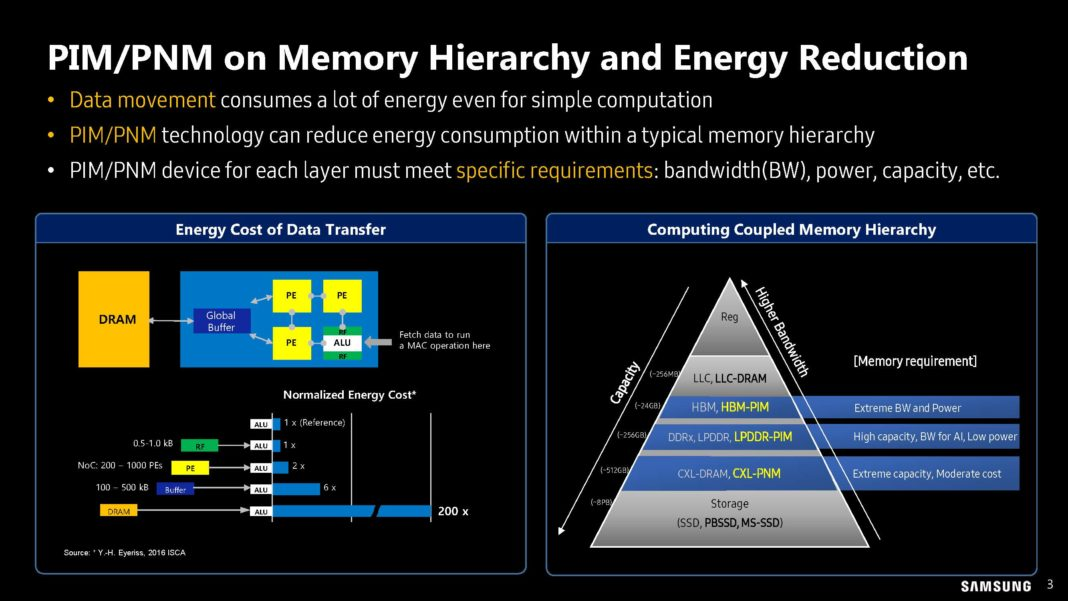 PIM/PNM on Memory Hierarchy and Energy Reduction
• Data movement consumes a lot of energy even for simple computation
• PIM/PNM technology can reduce energy consumption within a typical memory hierarchy
• PIM/PNM device for each layer must meet specific requirements: bandwidth(BW), power, capacity, etc.
Energy Cost of Data Transfer
DRAM
Global
Buffer
PE
PE
PE
RF
ALU
RF
Fetch data to run
a MAC operation here
Normalized Energy Cost*
ALU
1 x (Reference)
0.5-1.0 kB
RF
ALU
1 x
NoC: 200 – 1000 PEs
PE
ALU
2 x
100 – 500 kB
Buffer
ALU
6 x
DRAM
ALU
200 x
Source: * Y.-H. Eyeriss, 2016 ISCA
Computing Coupled Memory Hierarchy
Capacity
Higher Bandwidth
[Memory requirement]
Reg
(~256MB)
LLC, LLC-DRAM
(~24GB)
HBM, HBM-PIM
Extreme BW and Power
(~256GB)
DDRx, LPDDR, LPDDR-PIM
High capacity, BW for AI, Low power
(~512GB)
CXL-DRAM, CXL-PNM
Extreme capacity, Moderate cost
(~8PB)
Storage
(SSD, PBSSD, MS-SSD)
SAMSUNG
3